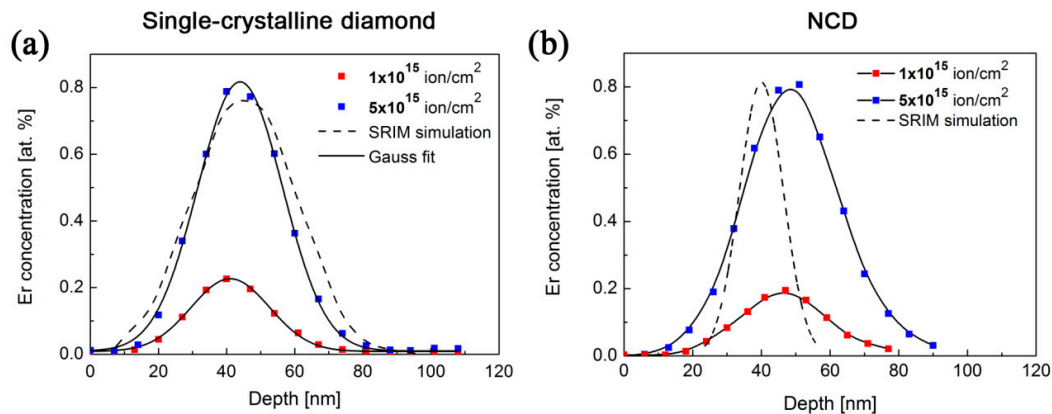 Single-crystalline diamond
(a)
1x10^15 ion/cm^2
5x10^15 ion/cm^2
SRIM simulation
Gauss fit
0.8
0.6
0.4
0.2
0.0
Er concentration [at. %]
0 20 40 60 80 100 120
Depth [nm]
NCD
(b)
1x10^15 ion/cm^2
5x10^15 ion/cm^2
SRIM simulation
0.8
0.6
0.4
0.2
0.0
Er concentration [at. %]
0 20 40 60 80 100 120
Depth [nm]